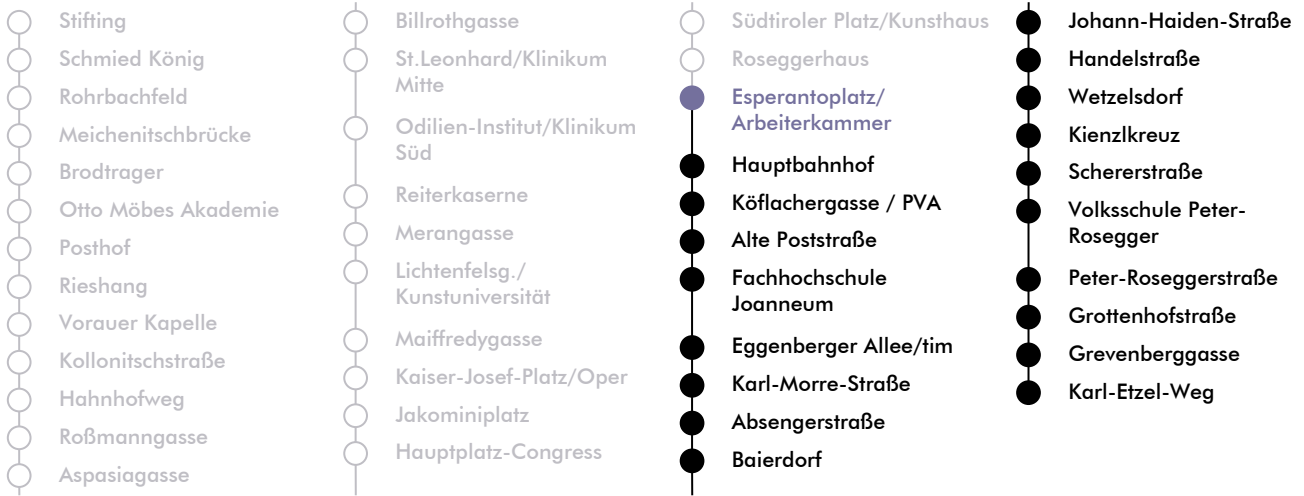 Stifting
Schmied König
Rohrbachfeld
Meichenitschbrücke
Brodtrager
Otto Möbes Akademie
Posthof
Rieshang
Vorauer Kapelle
Kollonitschstraße
Hahnhofweg
Roßmanngasse
Aspasiagasse
Billrothgasse
St.Leonhard/Klinikum
Mitte
Odilien-Institut/Klinikum
Süd
Reiterkaserne
Merangasse
Lichtenfelsg./
Kunstuniversität
Maiffredygasse
Kaiser-Josef-Platz/Oper
Jakominiplatz
Hauptplatz-Congress
Südtiroler Platz/Kunsthaus
Roseggerhaus
Esperantoplatz/
Arbeiterkammer
Hauptbahnhof
Köflachergasse / PVA
Alte Poststraße
Fachhochschule
Joanneum
Eggenberger Allee/tim
Karl-Morre-Straße
Absengerstraße
Baierdorf
Johann-Haiden-Straße
Handelstraße
Wetzelsdorf
Kienzlkreuz
Schererstraße
Volksschule Peter-
Rosegger
Peter-Roseggerstraße
Grottenhofstraße
Grevenberggasse
Karl-Etzel-Weg